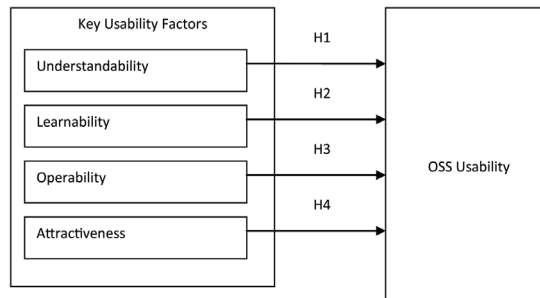 Key Usability Factors
H1
Understandability
H2
Learnability
H3
Operability
OSS Usability
H4
Attractiveness